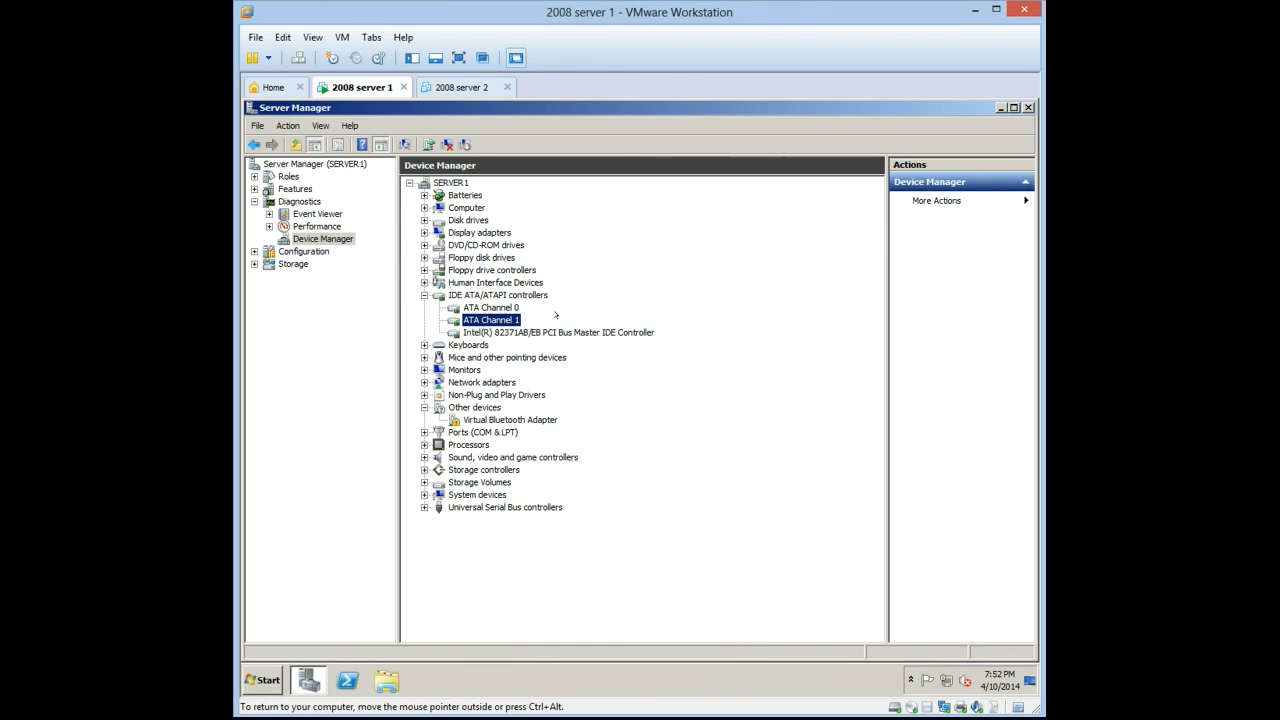 2008 server 1 - VMware Workstation
File Edit View VM Tabs Help
Home 2008 server 1 2008 server 2
Server Manager
File Action View Help
Server Manager (SERVER1)
Roles
Features
Diagnostics
Event Viewer
Performance
Device Manager
Configuration
Storage
Device Manager
SERVER1
Batteries
Computer
Disk drives
Display adapters
DVD/CD-ROM drives
Floppy disk drives
Floppy drive controllers
Human Interface Devices
IDE ATA/ATAPI controllers
ATA Channel 0
ATA Channel 1
Intel(R) 82371AB/EB PCI Bus Master IDE Controller
Keyboards
Mice and other pointing devices
Monitors
Network adapters
Non-Plug and Play Drivers
Other devices
Virtual Bluetooth Adapter
Ports (COM & LPT)
Processors
Sound, video and game controllers
Storage controllers
Storage Volumes
System devices
Universal Serial Bus controllers
Actions
Device Manager
More Actions
Start
7:52 PM
4/10/2014
To return to your computer, move the mouse pointer outside or press Ctrl+Alt.